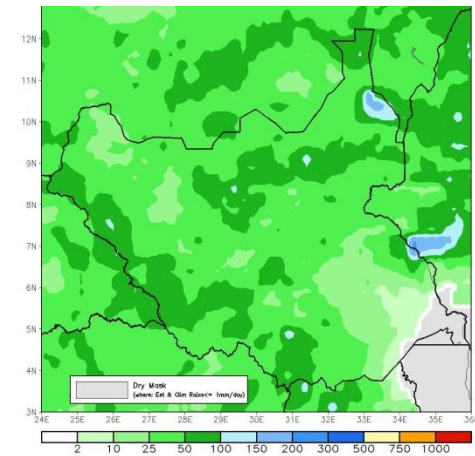 12N
11N
10N
9N
8N
7N
6N
5N
4N
3N
Dry Mask
(where: Est & Clim Rains<= 1mm/day)
24E 25E 26E 27E 28E 29E 30E 31E 32E 33E 34E 35E 36E
2 10 25 50 100 150 200 300 500 750 1000